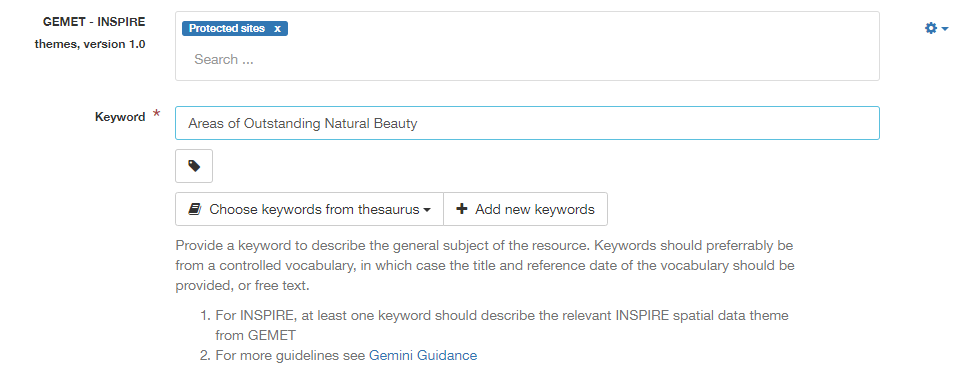 GEMET - INSPIRE
themes, version 1.0
Protected sites x
Search ...
Keyword *
Areas of Outstanding Natural Beauty
Choose keywords from thesaurus
Add new keywords
Provide a keyword to describe the general subject of the resource. Keywords should preferrably be
from a controlled vocabulary, in which case the title and reference date of the vocabulary should be
provided, or free text.
1. For INSPIRE, at least one keyword should describe the relevant INSPIRE spatial data theme
from GEMET
2. For more guidelines see Gemini Guidance